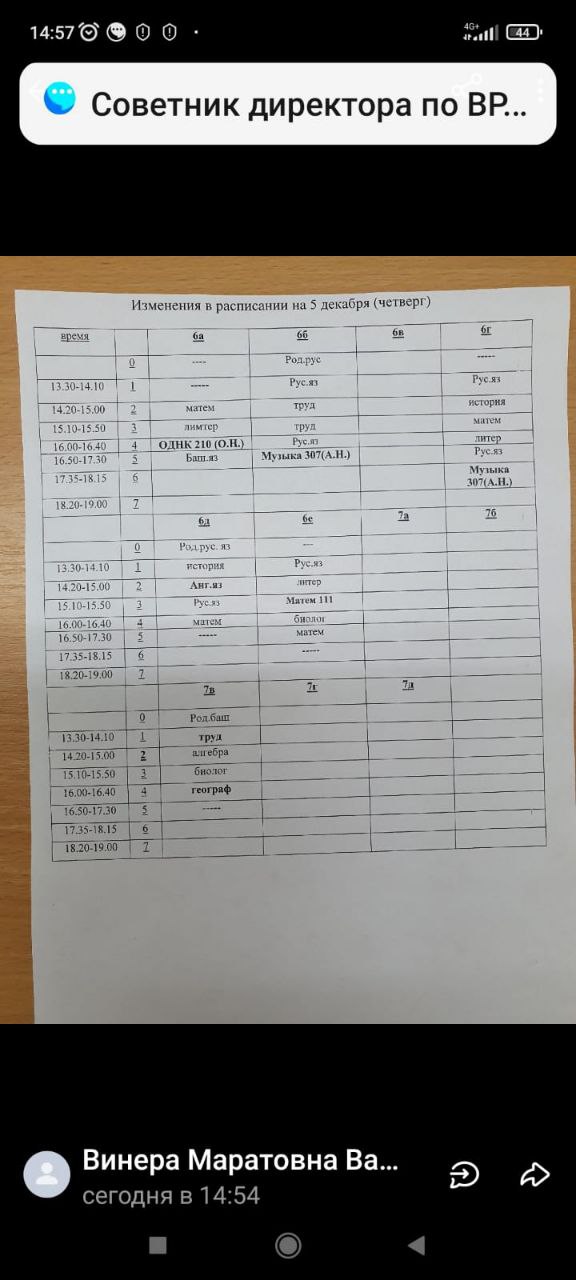 14:57
4G+
44
Советник директора по ВР...
Изменения в расписании на 5 декабря (четверг)
время 6а 6б 6в 6г
0 ---- Род.рус -----
13.30-14.10 1 ----- Рус.яз Рус.яз
14.20-15.00 2 матем труд история
15.10-15.50 3 лимтер труд матем
16.00-16.40 4 ОДНК 210 (О.Н.) Рус.яз литер
16.50-17.30 5 Баш.яз Музыка 307(А.Н.) Рус.яз
17.35-18.15 6 Музыка 307(А.Н.)
18.20-19.00 7
6д 6е 7а 7б
0 Род.рус. яз ---
13.30-14.10 1 история Рус.яз
14.20-15.00 2 Анг.яз литер
15.10-15.50 3 Рус.яз Матем 111
16.00-16.40 4 матем биолог
16.50-17.30 5 ----- матем
17.35-18.15 6 -----
18.20-19.00 7
7в 7г 7д
0 Род.баш
13.30-14.10 1 труд
14.20-15.00 2 алгебра
15.10-15.50 3 биолог
16.00-16.40 4 географ
16.50-17.30 5 -----
17.35-18.15 6
18.20-19.00 7
Винера Маратовна Ва...
сегодня в 14:54